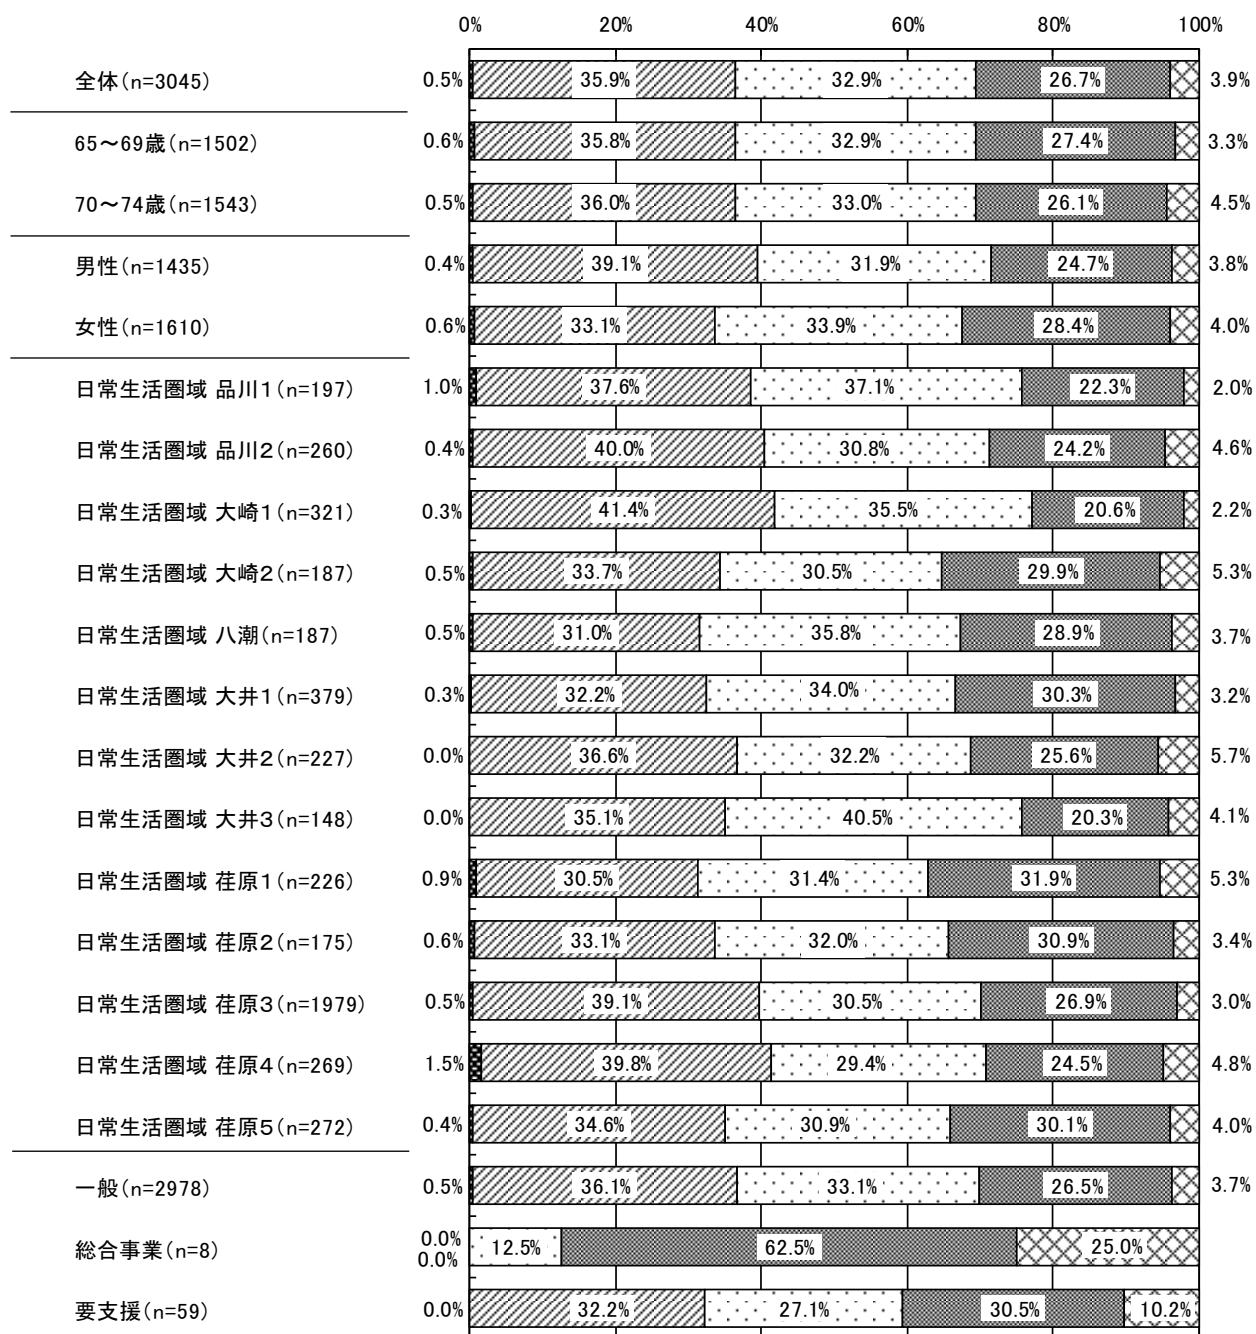 0% 20% 40% 60% 80% 100%
全体(n=3045) 0.5% 35.9% 32.9% 26.7% 3.9%
65～69歳(n=1502) 0.6% 35.8% 32.9% 27.4% 3.3%
70～74歳(n=1543) 0.5% 36.0% 33.0% 26.1% 4.5%
男性(n=1435) 0.4% 39.1% 31.9% 24.7% 3.8%
女性(n=1610) 0.6% 33.1% 33.9% 28.4% 4.0%
日常生活圏域 品川1(n=197) 1.0% 37.6% 37.1% 22.3% 2.0%
日常生活圏域 品川2(n=260) 0.4% 40.0% 30.8% 24.2% 4.6%
日常生活圏域 大崎1(n=321) 0.3% 41.4% 35.5% 20.6% 2.2%
日常生活圏域 大崎2(n=187) 0.5% 33.7% 30.5% 29.9% 5.3%
日常生活圏域 八潮(n=187) 0.5% 31.0% 35.8% 28.9% 3.7%
日常生活圏域 大井1(n=379) 0.3% 32.2% 34.0% 30.3% 3.2%
日常生活圏域 大井2(n=227) 0.0% 36.6% 32.2% 25.6% 5.7%
日常生活圏域 大井3(n=148) 0.0% 35.1% 40.5% 20.3% 4.1%
日常生活圏域 荏原1(n=226) 0.9% 30.5% 31.4% 31.9% 5.3%
日常生活圏域 荏原2(n=175) 0.6% 33.1% 32.0% 30.9% 3.4%
日常生活圏域 荏原3(n=1979) 0.5% 39.1% 30.5% 26.9% 3.0%
日常生活圏域 荏原4(n=269) 1.5% 39.8% 29.4% 24.5% 4.8%
日常生活圏域 荏原5(n=272) 0.4% 34.6% 30.9% 30.1% 4.0%
一般(n=2978) 0.5% 36.1% 33.1% 26.5% 3.7%
総合事業(n=8) 0.0% 0.0% 12.5% 62.5% 25.0%
要支援(n=59) 0.0% 32.2% 27.1% 30.5% 10.2%